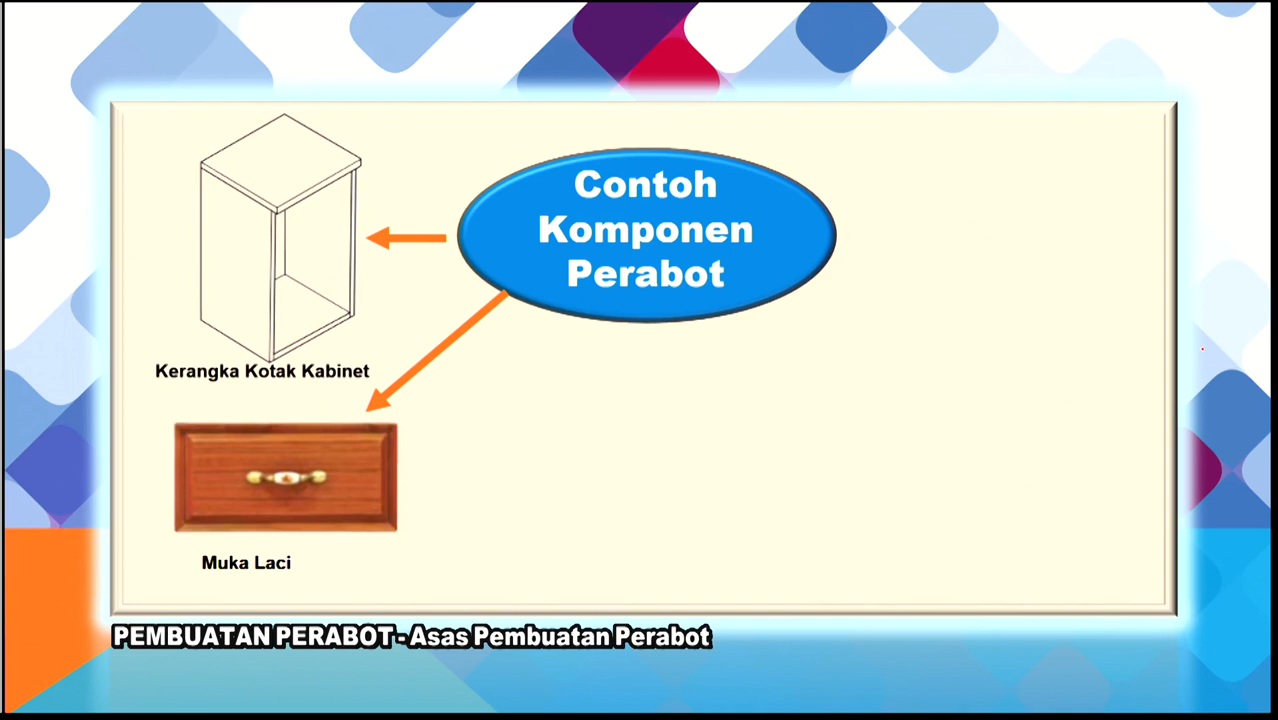 Contoh
Komponen
Perabot
Kerangka Kotak Kabinet
Muka Laci
PEMBUATAN PERABOT - Asas Pembuatan Perabot